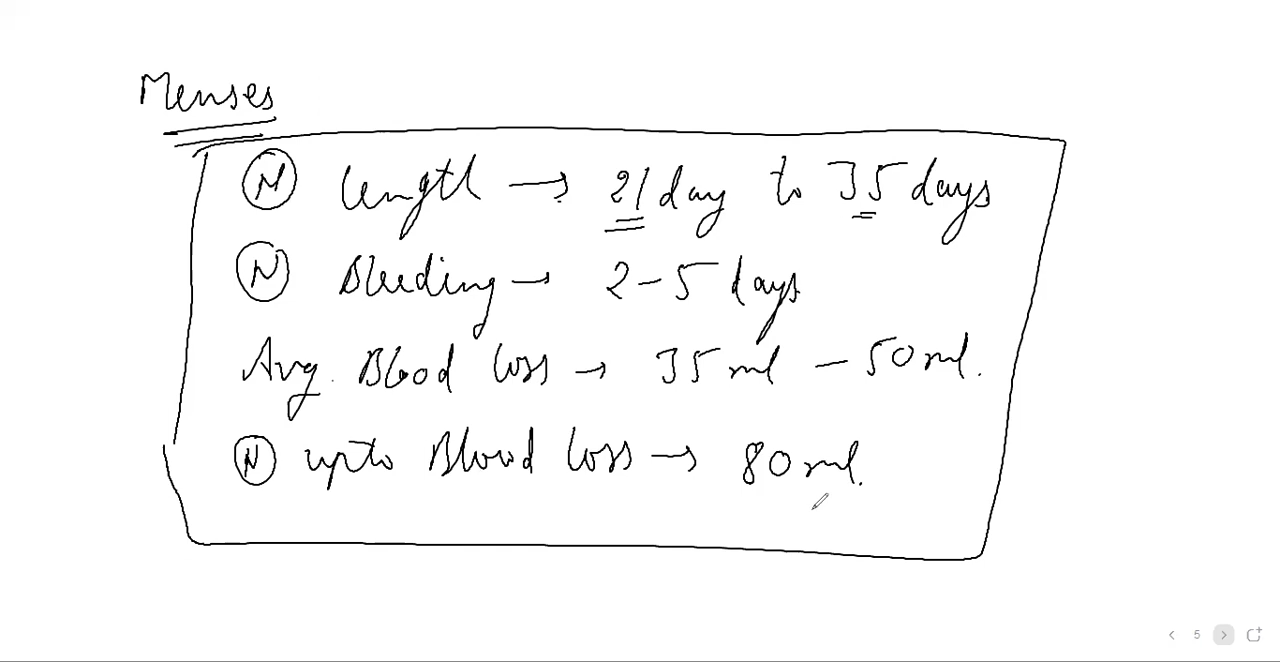 Menses
N length → 21 day to 35 days
N Bleeding → 2-5 days
Avg. Blood loss → 35 ml - 50 ml.
N upto Blood loss → 80 ml.
5